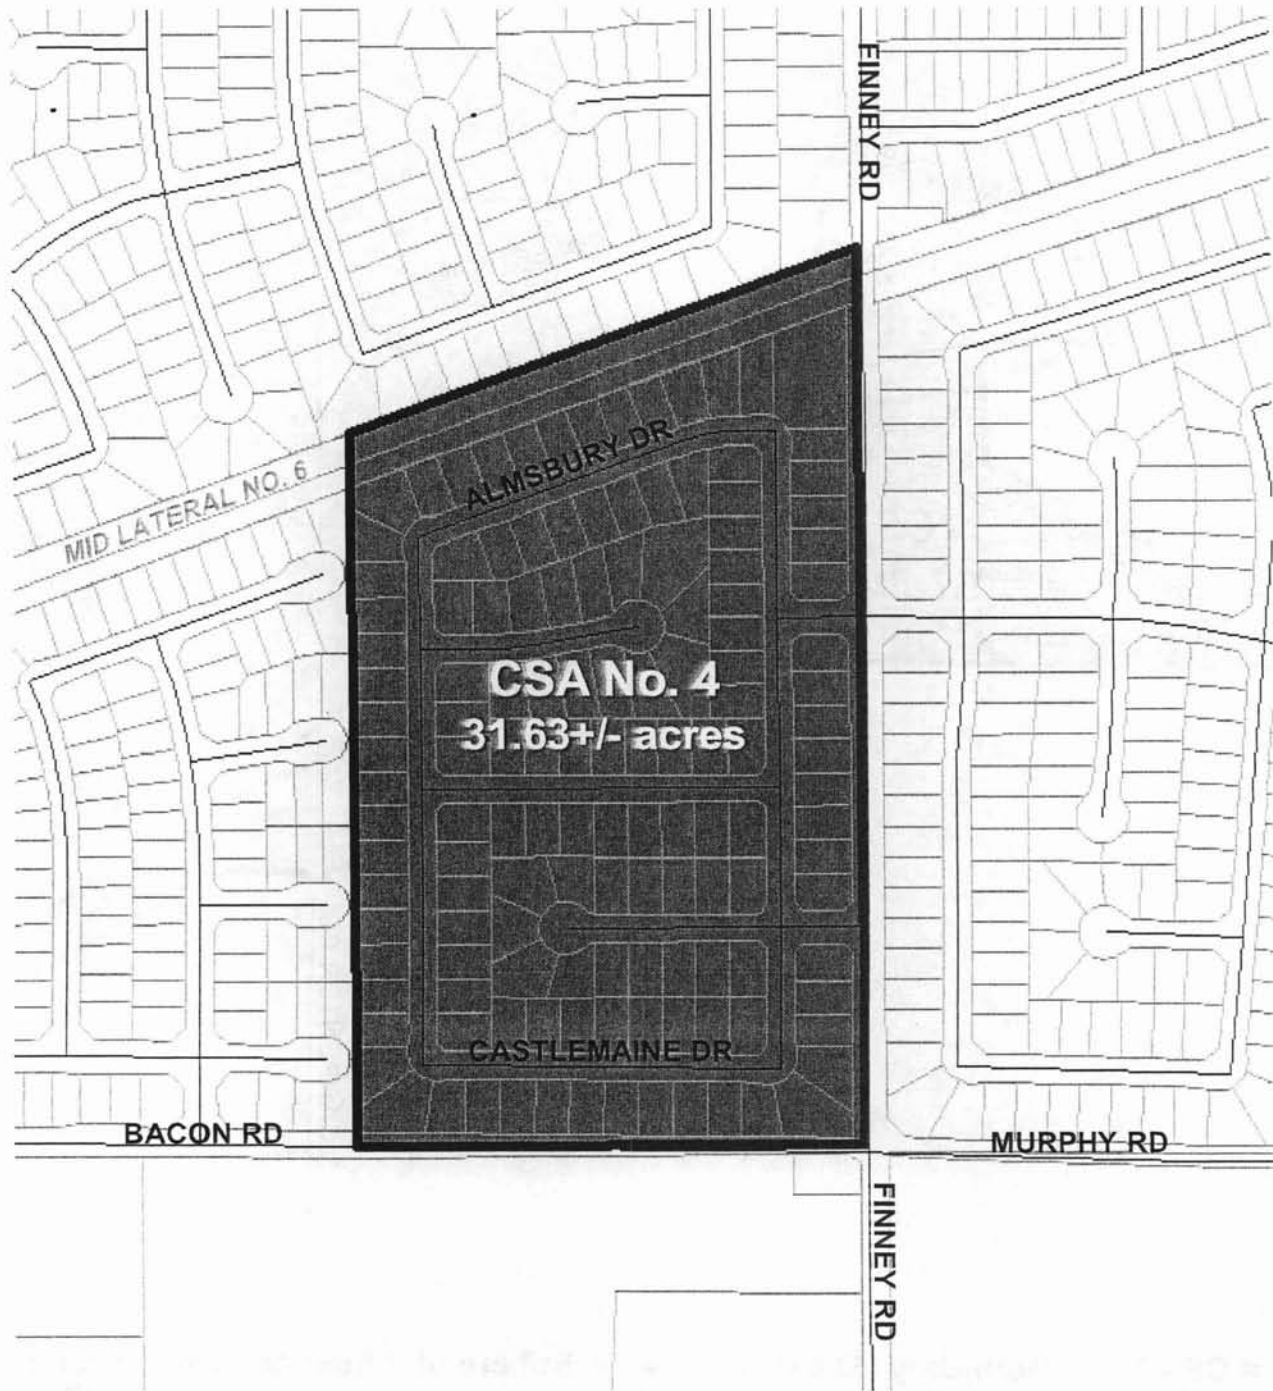 FINNEY RD
ALMSBURY DR
MID LATERAL NO. 6
CSA No. 4
31.63+/- acres
CASTLEMAINE DR
BACON RD
MURPHY RD
FINNEY RD